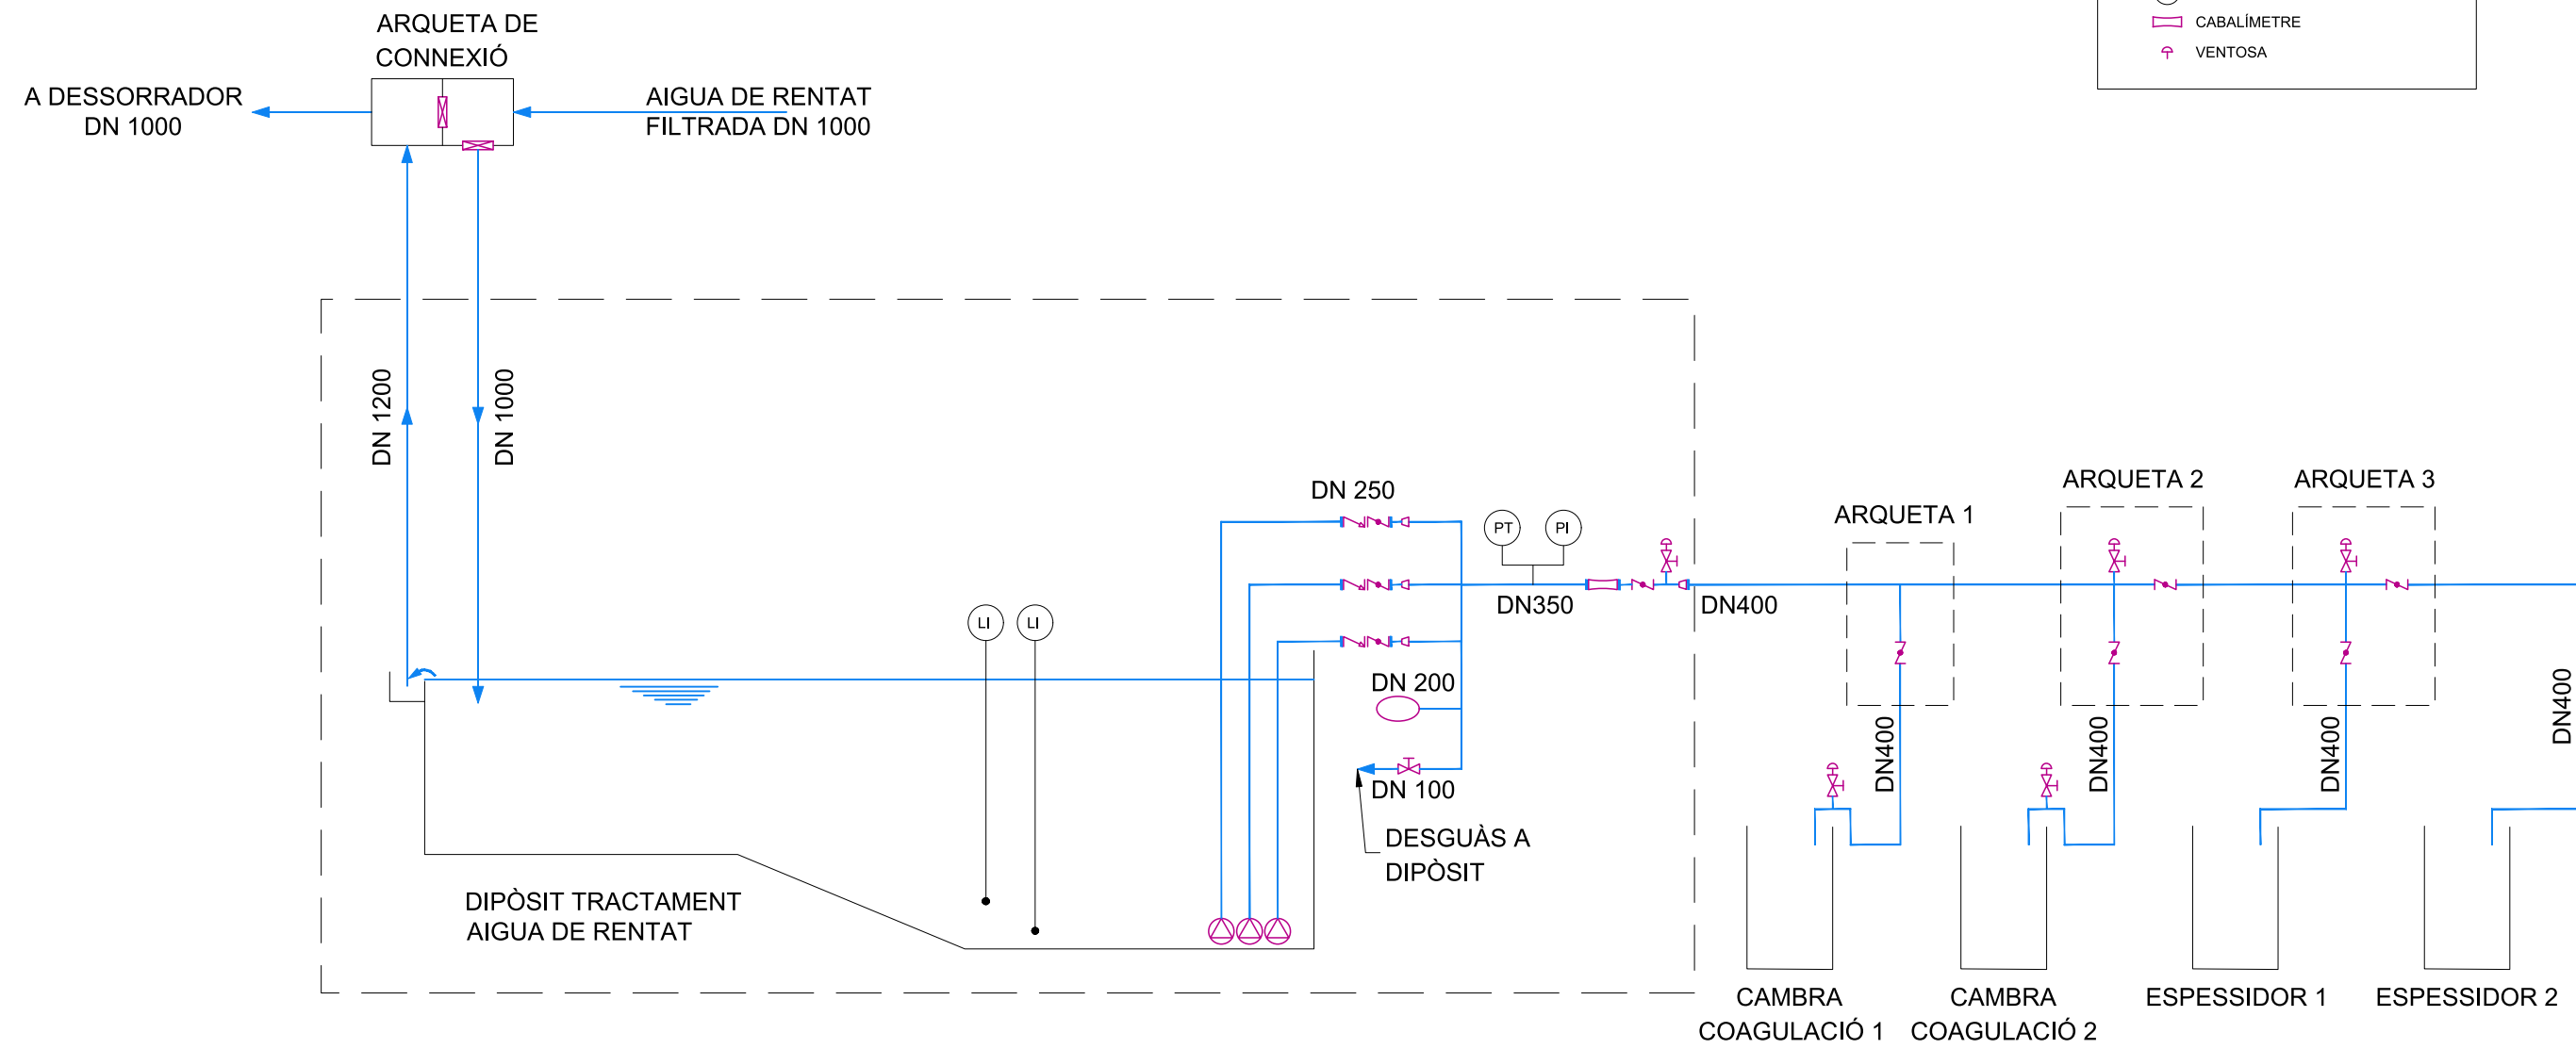 CABALÍMETRE
VENTOSA
ARQUETA DE
CONNEXIÓ
A DESSORRADOR
DN 1000
AIGUA DE RENTAT
FILTRADA DN 1000
DN 1200
DN 1000
DN 250
PT
PI
DN350
DN400
ARQUETA 1
ARQUETA 2
ARQUETA 3
LI
LI
DN 200
DN 100
DESGUÀS A
DIPÒSIT
DN400
DN400
DN400
DN400
DIPÒSIT TRACTAMENT
AIGUA DE RENTAT
CAMBRA
COAGULACIÓ 1
CAMBRA
COAGULACIÓ 2
ESPESSIDOR 1
ESPESSIDOR 2